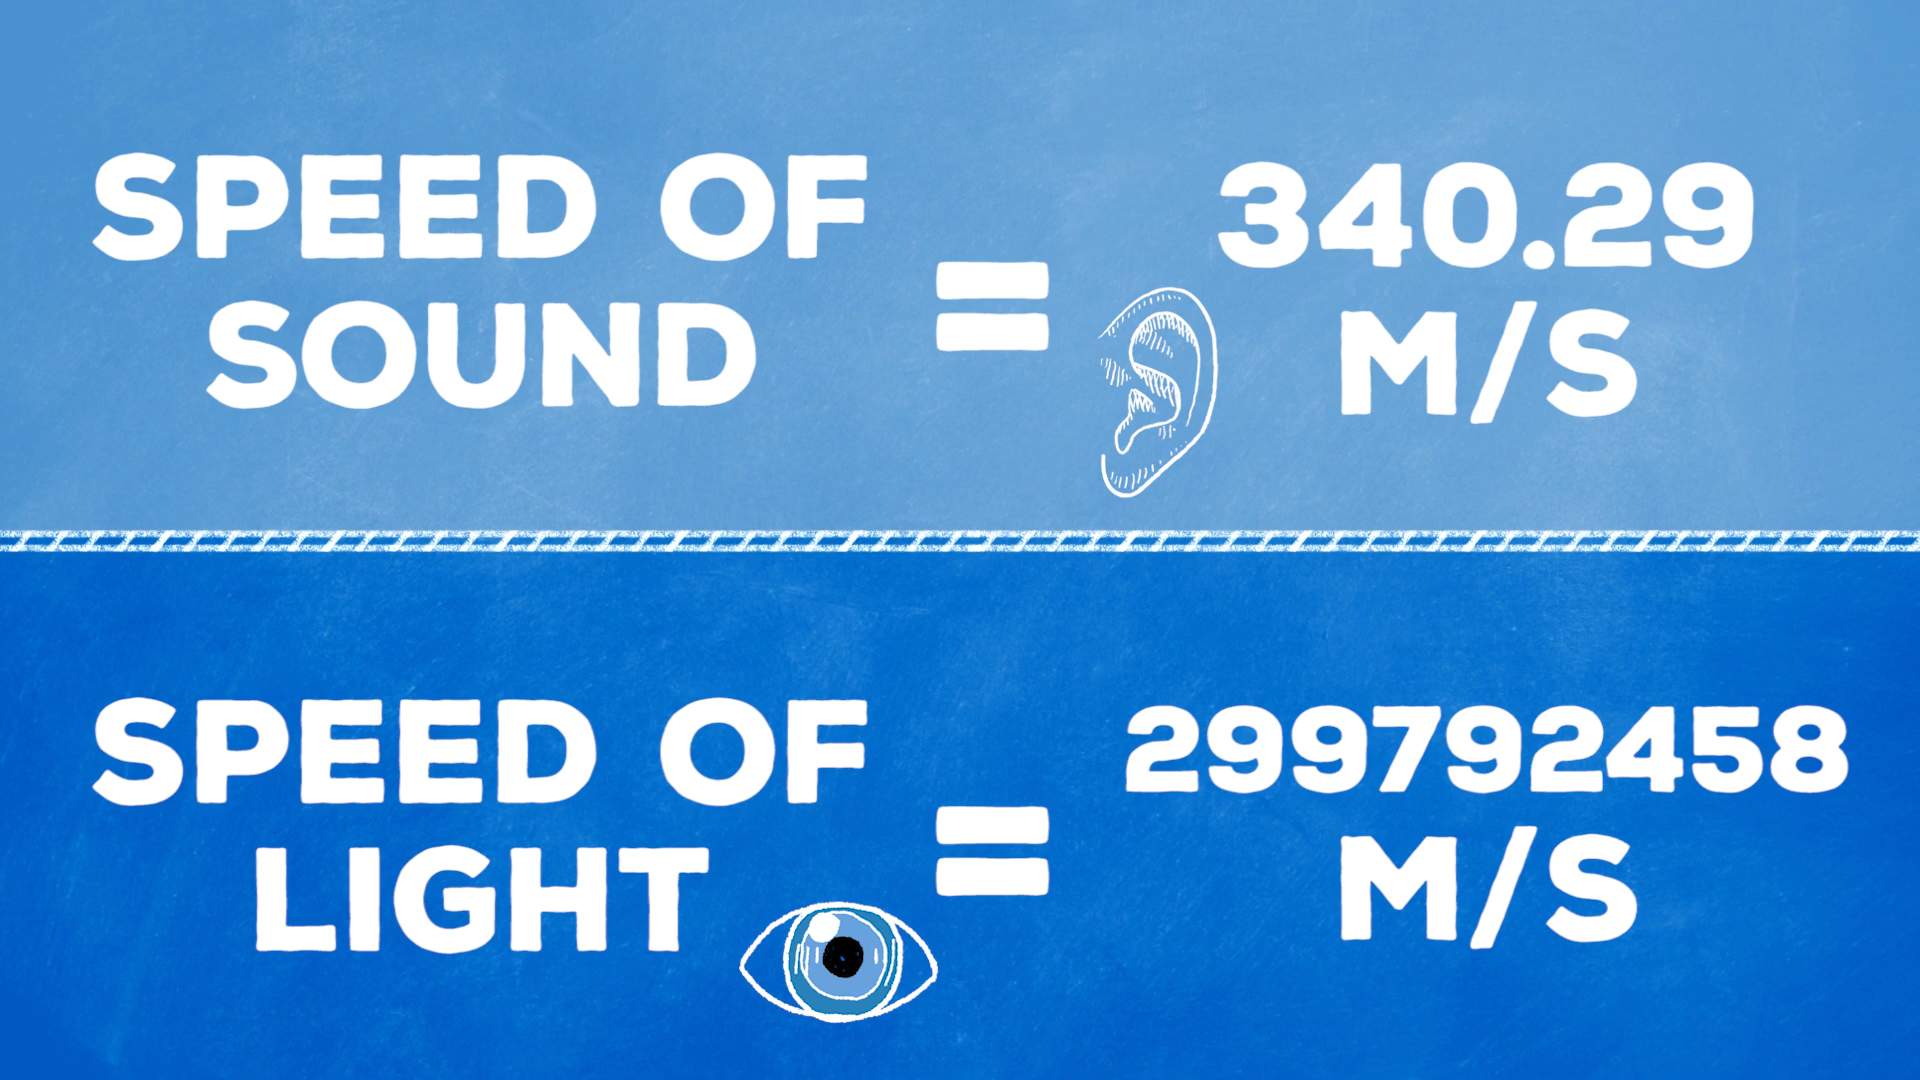 SPEED OF
SOUND
=
340.29
M/S
SPEED OF
LIGHT
=
299792458
M/S